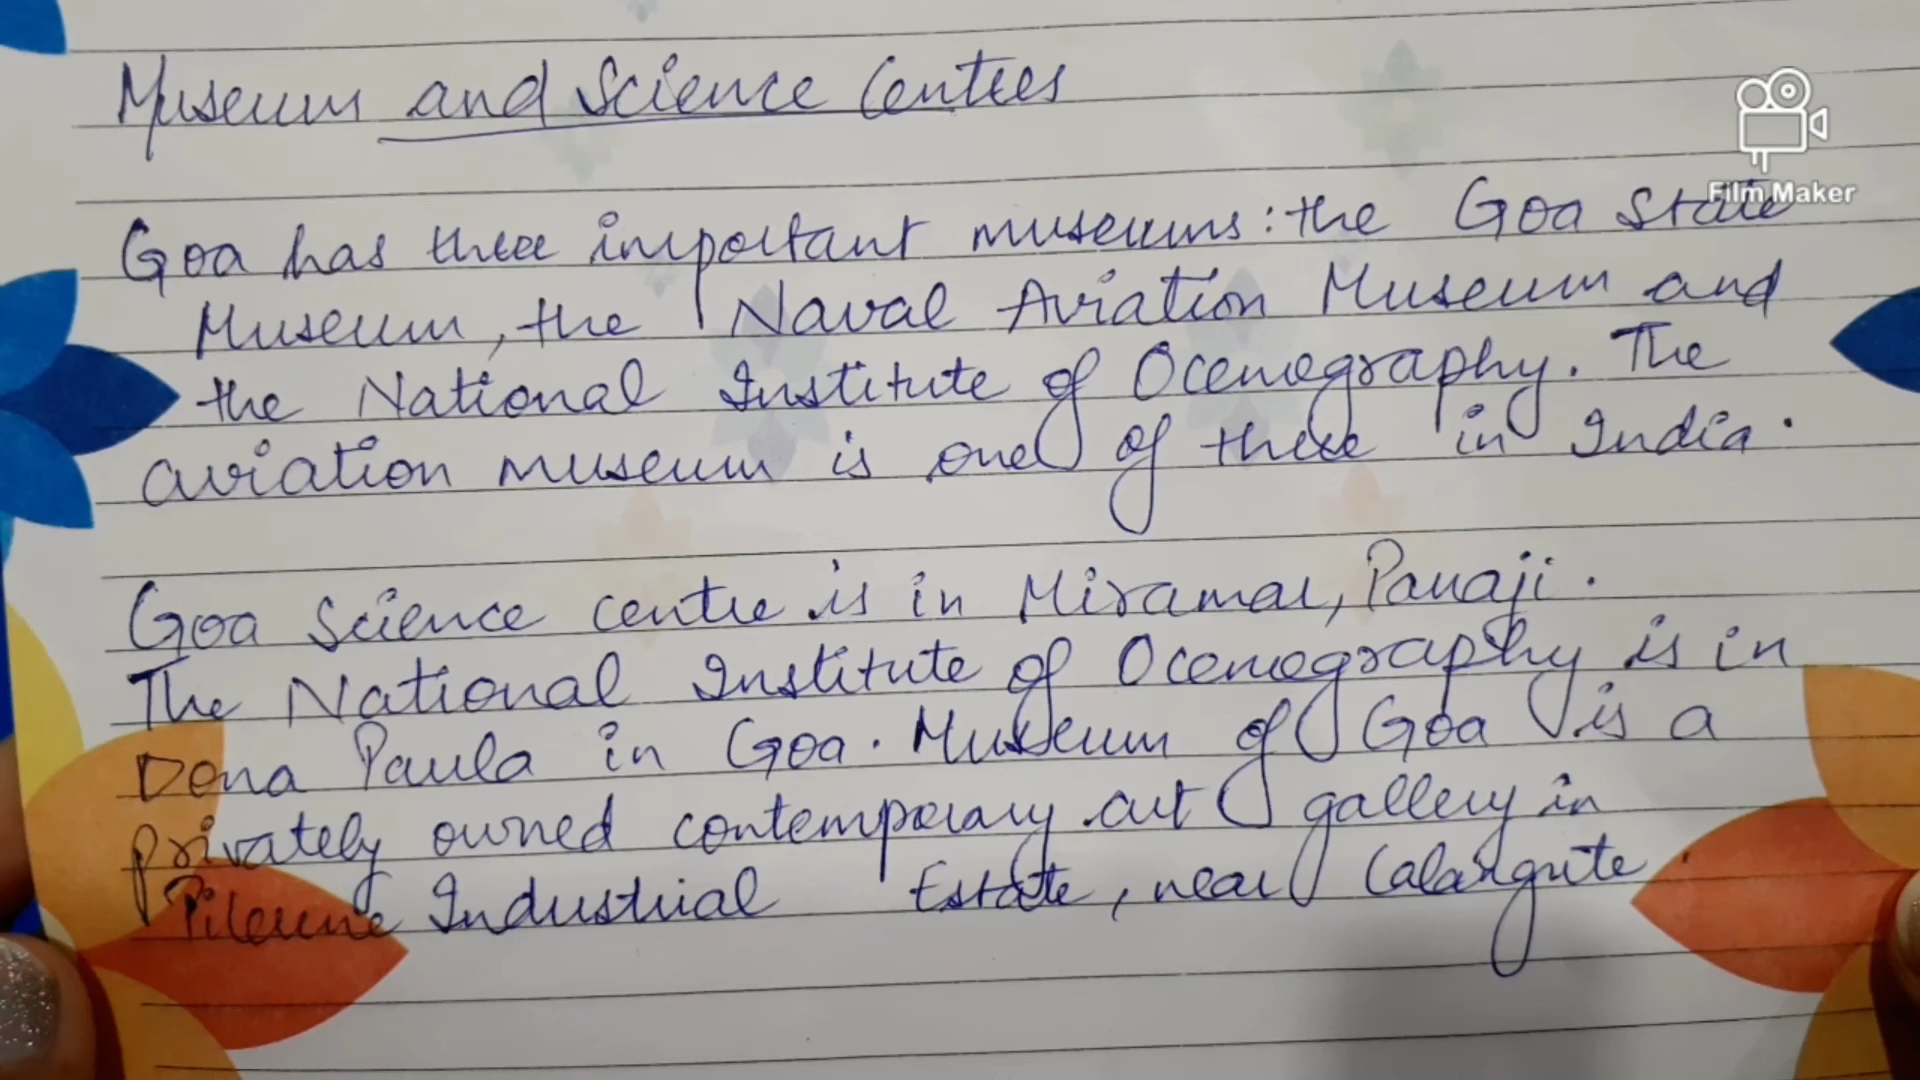 Museum and Science Centres
Film Maker
Goa has three important museums: the Goa State
Museum, the Naval Aviation Museum and
the National Institute of Ocenography. The
aviation museum is one of three in India.
Goa Science centre is in Miramar, Panaji.
The National Institute of Ocenography is in
Dona Paula in Goa. Museum of Goa is a
privately owned contemporary art gallery in
Pilerne Industrial Estate, near Calangute.